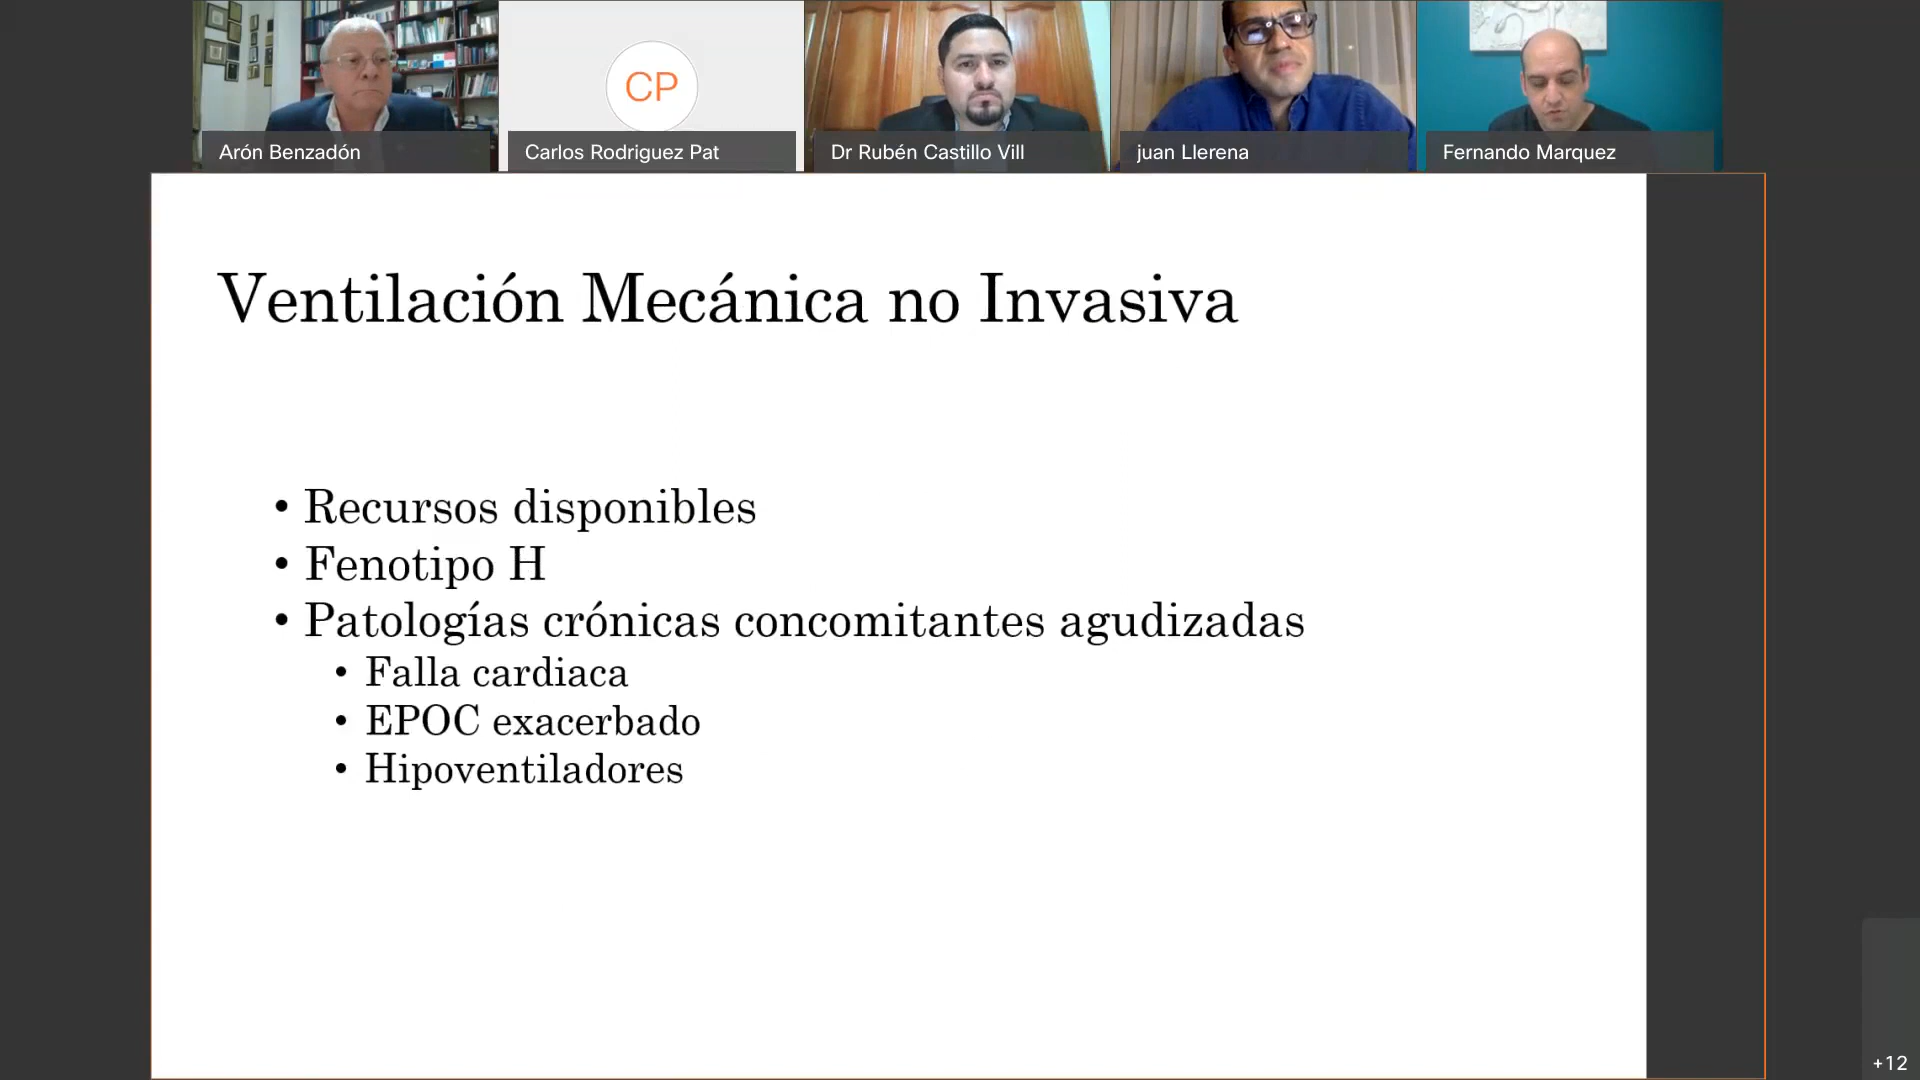 Arón Benzadón
CP
Carlos Rodriguez Pat
Dr Rubén Castillo Vill
juan Llerena
Fernando Marquez
Ventilación Mecánica no Invasiva
• Recursos disponibles
• Fenotipo H
• Patologías crónicas concomitantes agudizadas
• Falla cardiaca
• EPOC exacerbado
• Hipoventiladores
+12